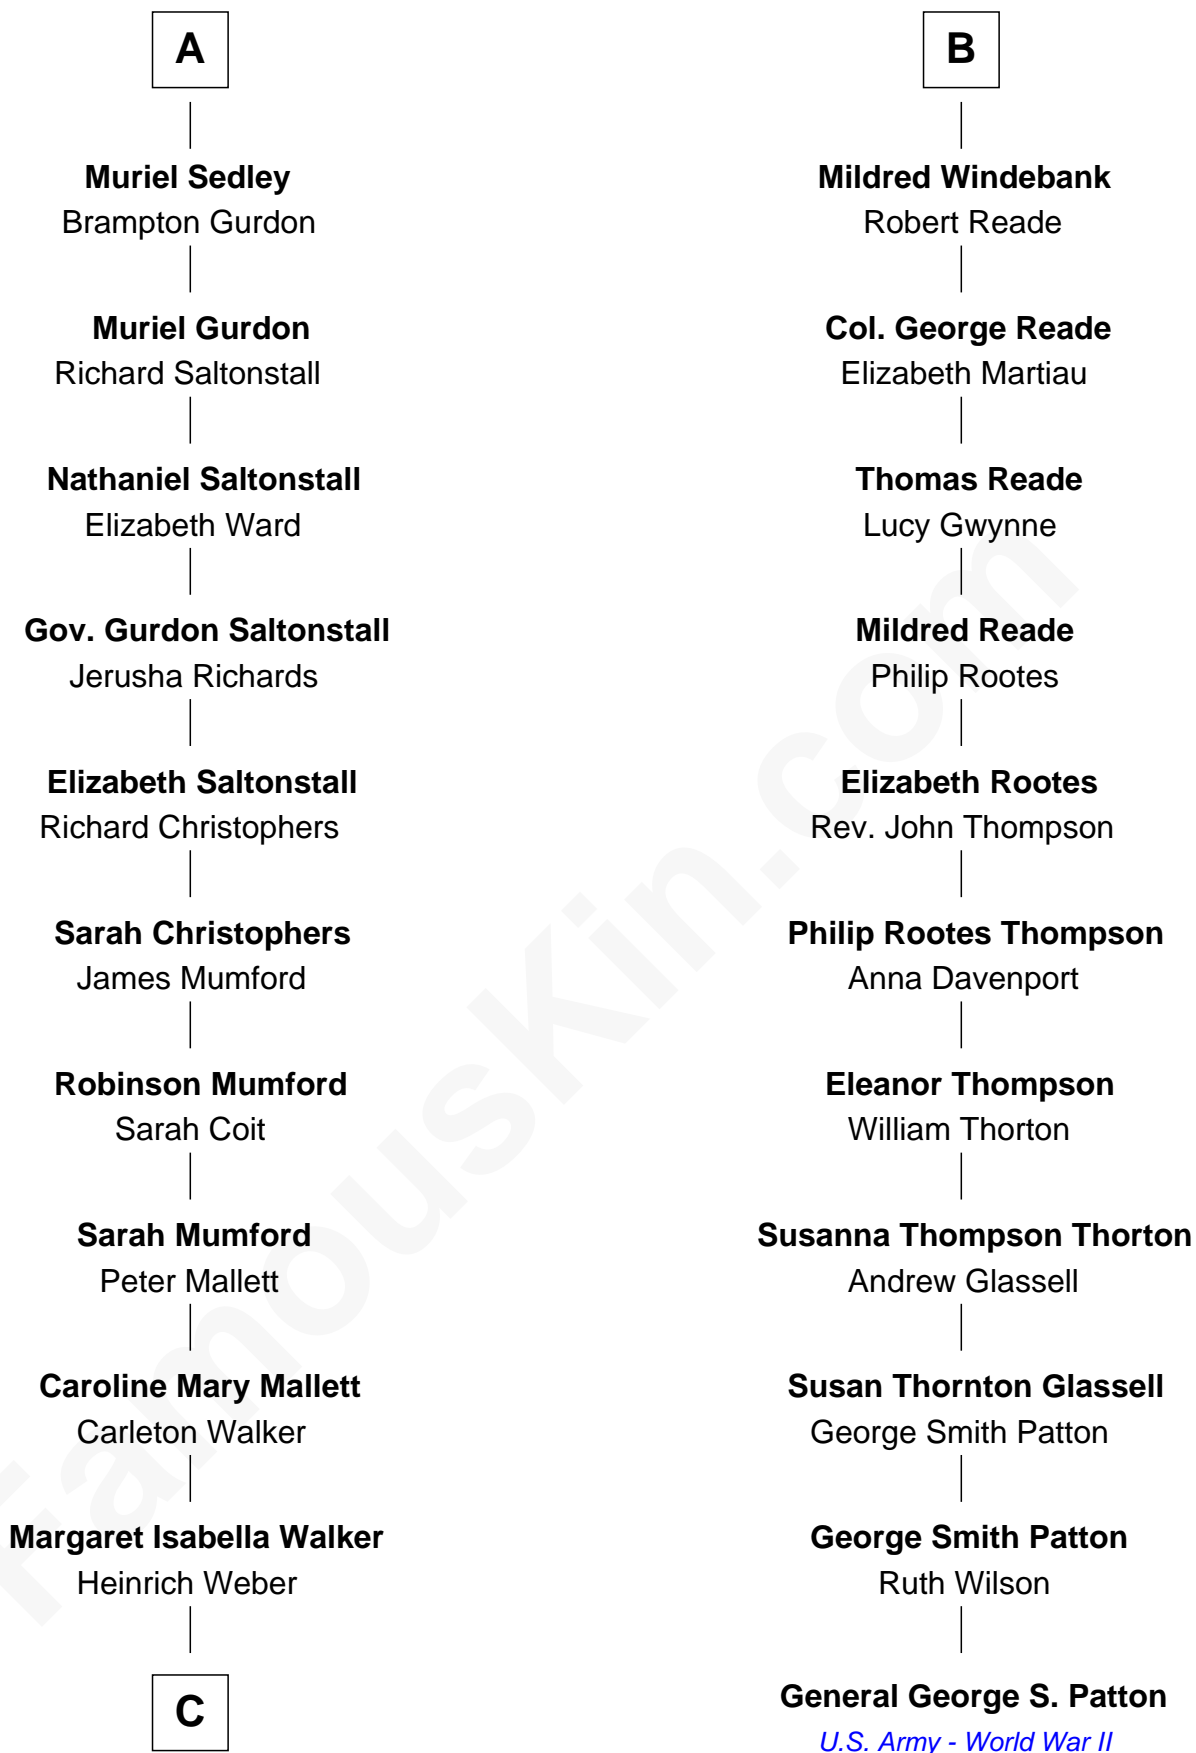 A
Muriel Sedley
Brampton Gurdon
Muriel Gurdon
Richard Saltonstall
Nathaniel Saltonstall
Elizabeth Ward
Gov. Gurdon Saltonstall
Jerusha Richards
Elizabeth Saltonstall
Richard Christophers
Sarah Christophers
James Mumford
Robinson Mumford
Sarah Coit
Sarah Mumford
Peter Mallett
Caroline Mary Mallett
Carleton Walker
Margaret Isabella Walker
Heinrich Weber
C
B
Mildred Windebank
Robert Reade
Col. George Reade
Elizabeth Martiau
Thomas Reade
Lucy Gwynne
Mildred Reade
Philip Rootes
Elizabeth Rootes
Rev. John Thompson
Philip Rootes Thompson
Anna Davenport
Eleanor Thompson
William Thorton
Susanna Thompson Thorton
Andrew Glassell
Susan Thornton Glassell
George Smith Patton
George Smith Patton
Ruth Wilson
General George S. Patton
U.S. Army - World War II
FamousKin.com